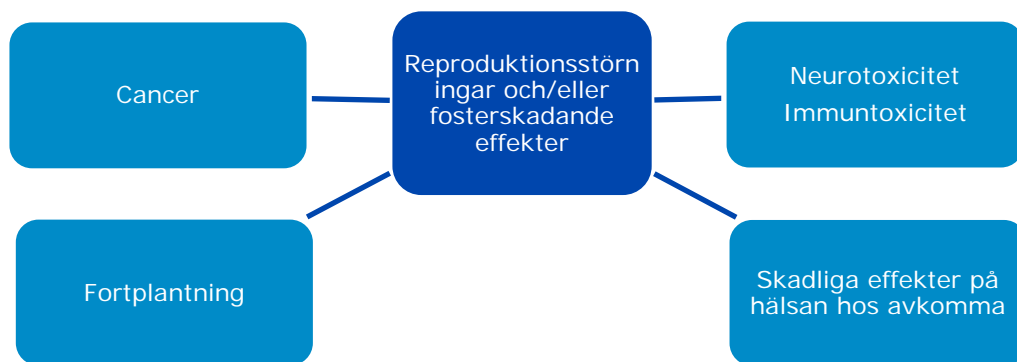 Cancer
Reproduktionsstörn
ingar och/eller
fosterskadande
effekter
Neurotoxicitet
Immuntoxicitet
Fortplantning
Skadliga effekter på
hälsan hos avkomma